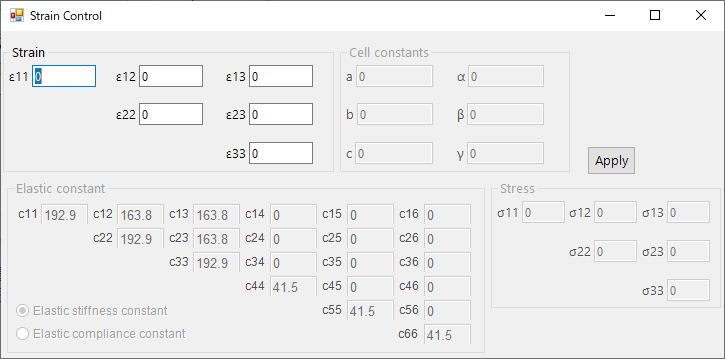 Strain Control
Strain
Cell constants
ε11 0 ε12 0 ε13 0
a 0 α 0
ε22 0 ε23 0
b 0 β 0
ε33 0
c 0 γ 0
Apply
Elastic constant
Stress
c11 192.9 c12 163.8 c13 163.8 c14 0 c15 0 c16 0
σ11 0 σ12 0 σ13 0
c22 192.9 c23 163.8 c24 0 c25 0 c26 0
σ22 0 σ23 0
c33 192.9 c34 0 c35 0 c36 0
c44 41.5 c45 0 c46 0
σ33 0
Elastic stiffness constant
c55 41.5 c56 0
Elastic compliance constant
c66 41.5